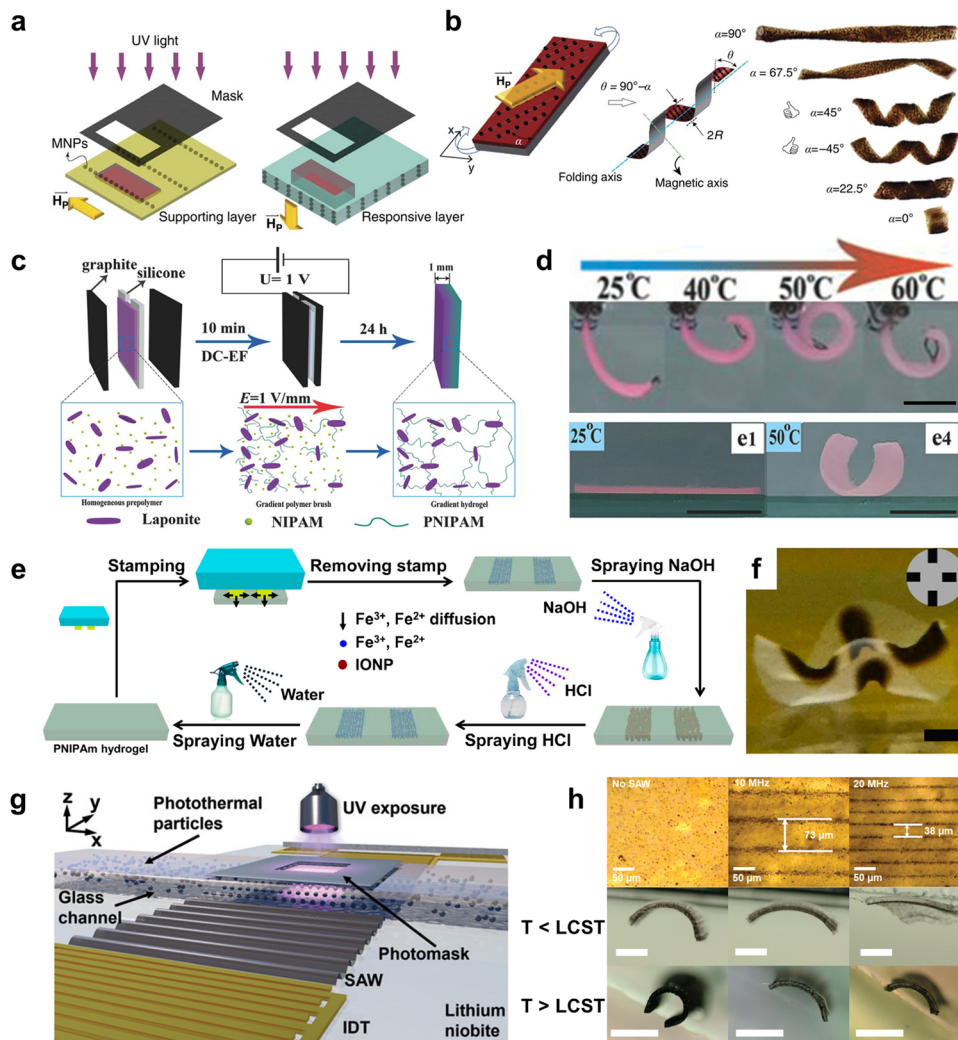 a
UV light
Mask
MNPs
H_P
Supporting layer
H_P
Responsive layer
b
H_P
α
x
y
θ = 90°−α
θ
2R
Folding axis
Magnetic axis
α=90°
α = 67.5°
α=45°
α=−45°
α=22.5°
α=0°
c
graphite
silicone
U= 1 V
1 mm
10 min
DC-EF
24 h
E=1 V/mm
Homogeneous prepolymer
Gradient polymer brush
Gradient hydrogel
Laponite
NIPAM
PNIPAM
d
25°C
40°C
50°C
60°C
25°C
e1
50°C
e4
e
Stamping
Removing stamp
Spraying NaOH
Fe³⁺, Fe²⁺ diffusion
Fe³⁺, Fe²⁺
IONP
NaOH
Water
HCl
PNIPAm hydrogel
Spraying Water
Spraying HCl
f
g
z
y
x
Photothermal
particles
UV exposure
Glass
channel
Photomask
SAW
IDT
Lithium
niobite
h
No SAW
10 MHz
20 MHz
73 μm
38 μm
50 μm
50 μm
50 μm
T < LCST
T > LCST